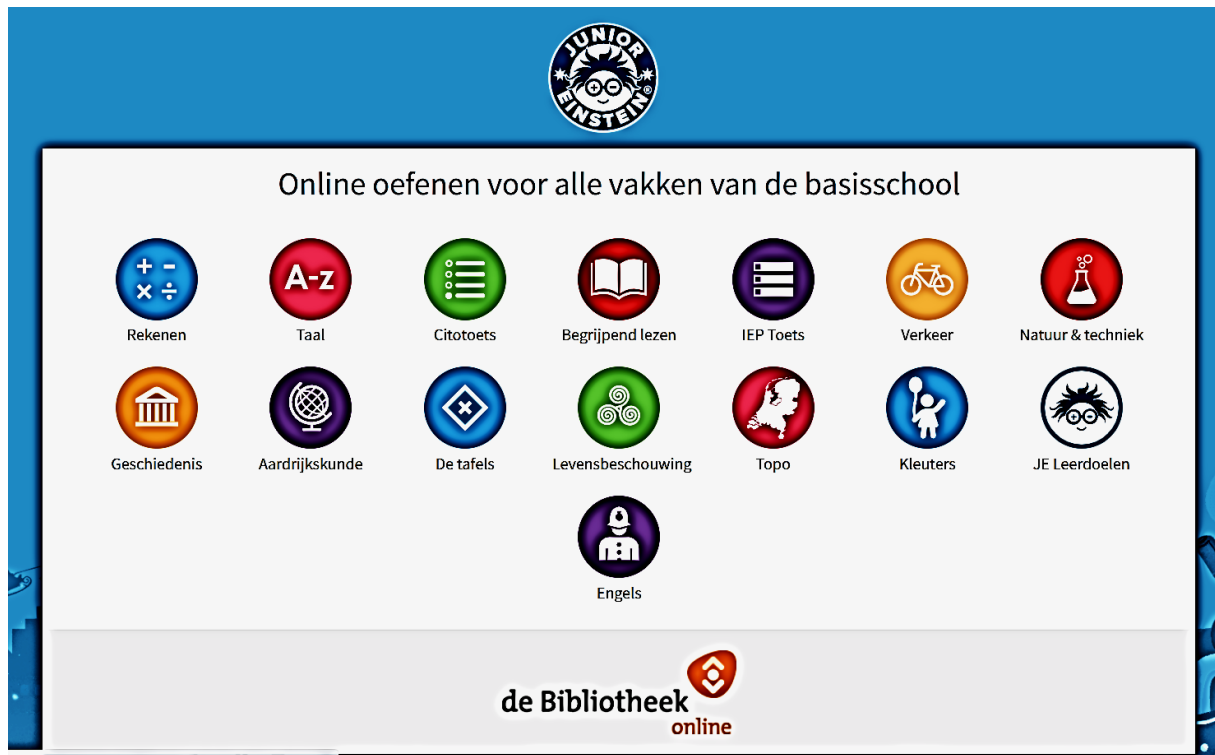 JUNIOR
EINSTEIN®
Online oefenen voor alle vakken van de basisschool
+ -
× ÷
A-z
Rekenen Taal Citotoets Begrijpend lezen IEP Toets Verkeer Natuur & techniek
Geschiedenis Aardrijkskunde De tafels Levensbeschouwing Topo Kleuters JE Leerdoelen
Engels
de Bibliotheek
online